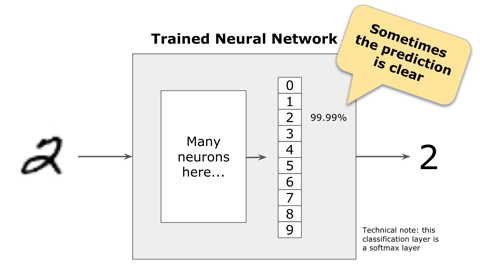 Trained Neural Network
Sometimes
the prediction
is clear
2
Many
neurons
here...
0
1
2
3
4
5
6
7
8
9
99.99%
2
Technical note: this
classification layer is
a softmax layer